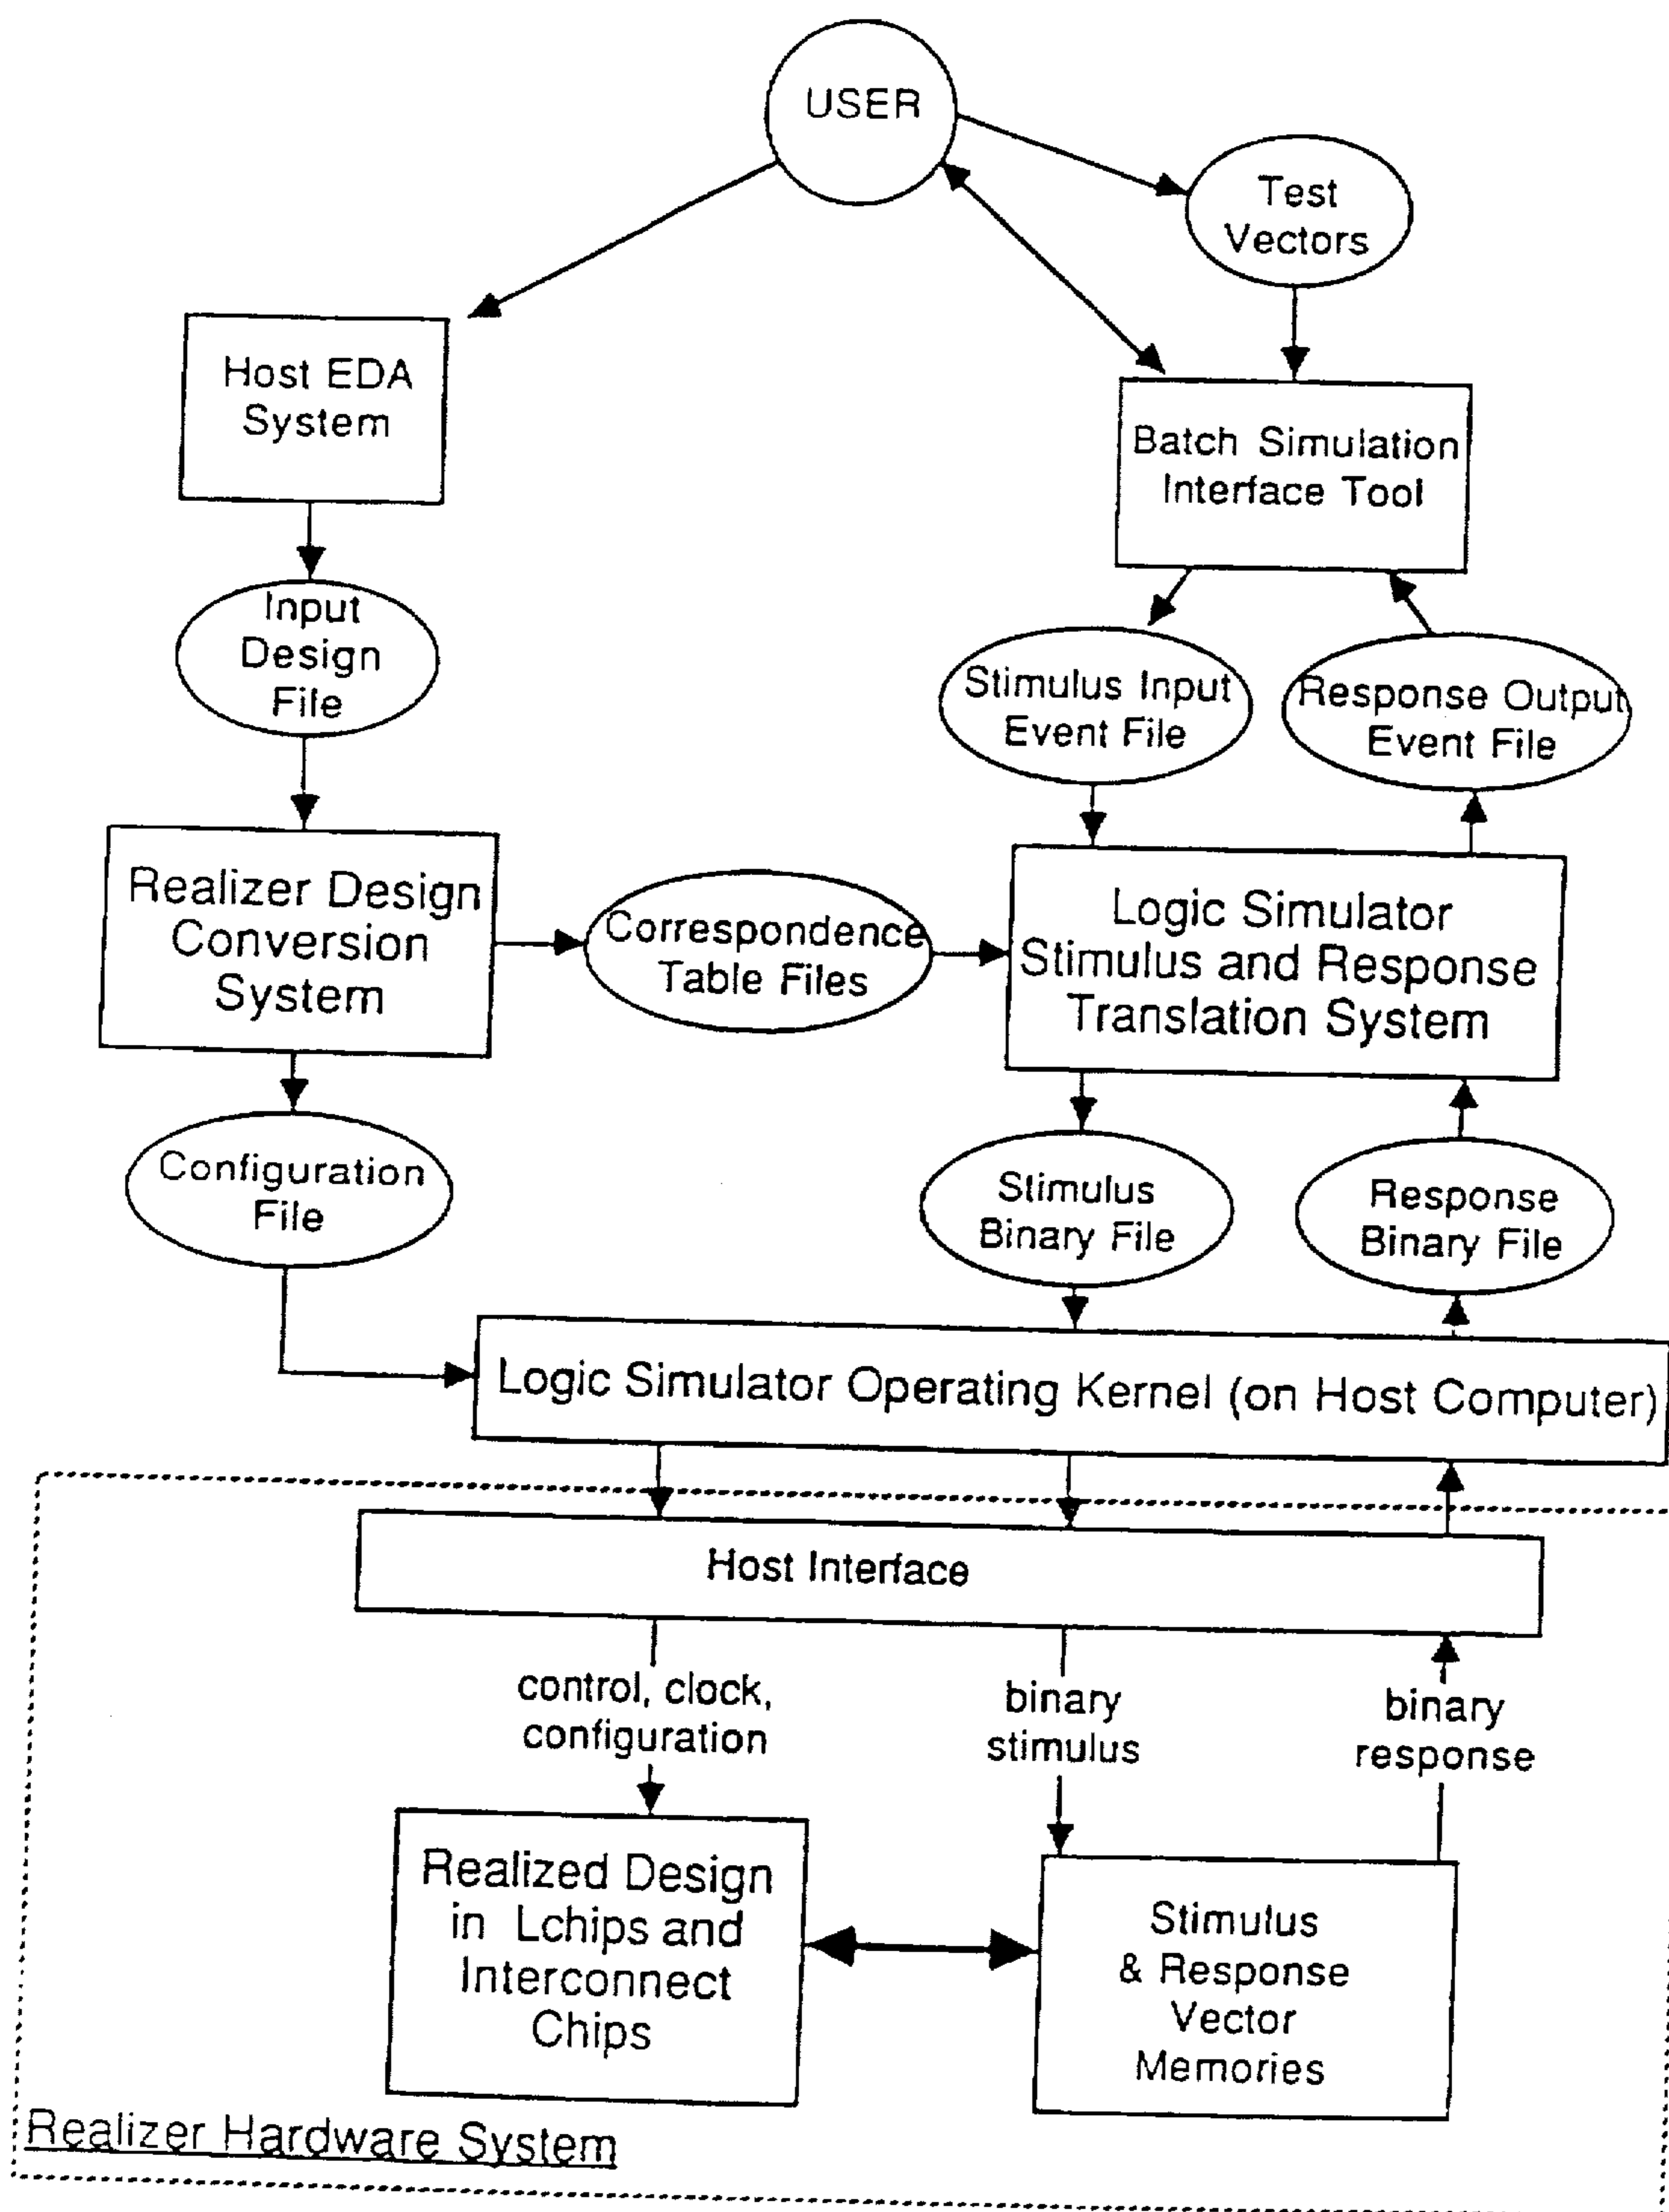 USER
Test
Vectors
Host EDA
System
Batch Simulation
Interface Tool
Input
Design
File
Stimulus Input
Event File
Response Output
Event File
Realizer Design
Conversion
System
Correspondence
Table Files
Logic Simulator
Stimulus and Response
Translation System
Configuration
File
Stimulus
Binary File
Response
Binary File
Logic Simulator Operating Kernel (on Host Computer)
Host Interface
control, clock,
configuration
binary
stimulus
binary
response
Realized Design
in Lchips and
Interconnect
Chips
Stimulus
& Response
Vector
Memories
Realizer Hardware System